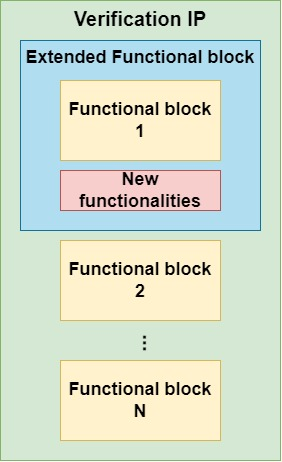 Verification IP
Extended Functional block
Functional block
1
New
functionalities
Functional block
2
⋮
Functional block
N